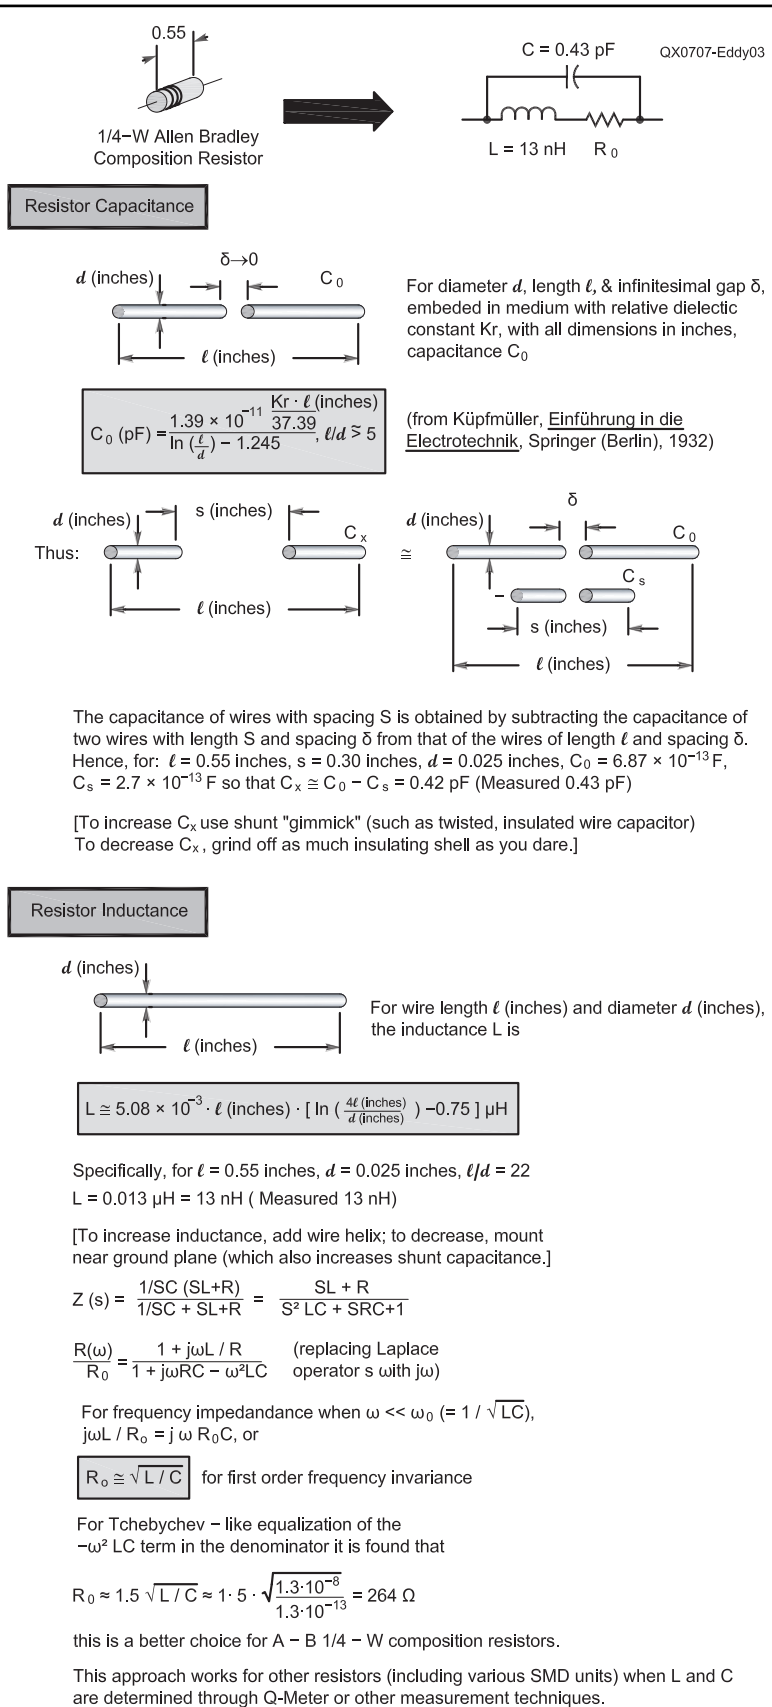 0.55
C = 0.43 pF
QX0707-Eddy03
1/4−W Allen Bradley
Composition Resistor
L = 13 nH R₀
Resistor Capacitance
δ→0
d (inches)
C₀
ℓ (inches)
For diameter d, length ℓ, & infinitesimal gap δ,
embeded in medium with relative dielectic
constant Kr, with all dimensions in inches,
capacitance C₀
C₀ (pF) = (1.39 × 10⁻¹¹ (Kr · ℓ (inches) / 37.39)) / (ln (ℓ/d) − 1.245), ℓ/d ≳ 5
(from Küpfmüller, Einführung in die
Electrotechnik, Springer (Berlin), 1932)
Thus:
d (inches)
s (inches)
Cₓ
ℓ (inches)
≅
d (inches)
δ
C₀
− Cₛ
s (inches)
ℓ (inches)
The capacitance of wires with spacing S is obtained by subtracting the capacitance of
two wires with length S and spacing δ from that of the wires of length ℓ and spacing δ.
Hence, for: ℓ = 0.55 inches, s = 0.30 inches, d = 0.025 inches, C₀ = 6.87 × 10⁻¹³ F,
Cₛ = 2.7 × 10⁻¹³ F so that Cₓ ≅ C₀ − Cₛ = 0.42 pF (Measured 0.43 pF)
[To increase Cₓ use shunt "gimmick" (such as twisted, insulated wire capacitor)
To decrease Cₓ, grind off as much insulating shell as you dare.]
Resistor Inductance
d (inches)
ℓ (inches)
For wire length ℓ (inches) and diameter d (inches),
the inductance L is
L ≅ 5.08 × 10⁻³ · ℓ (inches) · [ ln ( 4ℓ (inches) / d (inches) ) −0.75 ] μH
Specifically, for ℓ = 0.55 inches, d = 0.025 inches, ℓ/d = 22
L = 0.013 μH = 13 nH ( Measured 13 nH)
[To increase inductance, add wire helix; to decrease, mount
near ground plane (which also increases shunt capacitance.]
Z (s) = (1/SC (SL+R)) / (1/SC + SL+R) = (SL + R) / (S² LC + SRC+1)
R(ω) / R₀ = (1 + jωL / R) / (1 + jωRC − ω²LC)
(replacing Laplace
operator s ωith jω)
For frequency impedandance when ω << ω₀ (= 1 / √LC),
jωL / Rₒ = j ω R₀C, or
Rₒ ≅ √L / C for first order frequency invariance
For Tchebychev − like equalization of the
−ω² LC term in the denominator it is found that
R₀ ≈ 1.5 √L / C ≈ 1· 5 · √(1.3·10⁻⁸ / 1.3·10⁻¹³) = 264 Ω
this is a better choice for A − B 1/4 − W composition resistors.
This approach works for other resistors (including various SMD units) when L and C
are determined through Q-Meter or other measurement techniques.